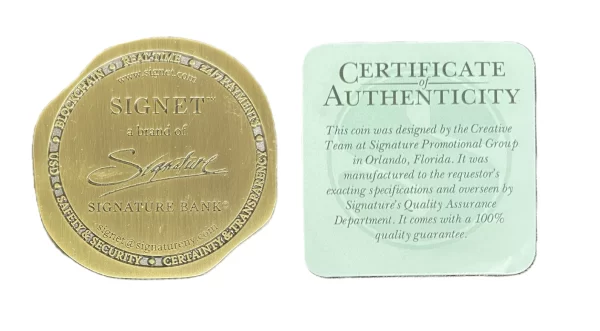 USD ◇ BLOCKCHAIN ◇ REAL-TIME ◇ 24/7 PAYMENTS ◇
www.signet.com
SIGNET™
a brand of
Signature
SIGNATURE BANK®
signet@signatureny.com
SAFETY & SECURITY ◇ CERTAINTY & TRANSPARENCY
CERTIFICATE
of
AUTHENTICITY
This coin was designed by the Creative
Team at Signature Promotional Group
in Orlando, Florida. It was
manufactured to the requestor's
exacting specifications and overseen by
Signature's Quality Assurance
Department. It comes with a 100%
quality guarantee.